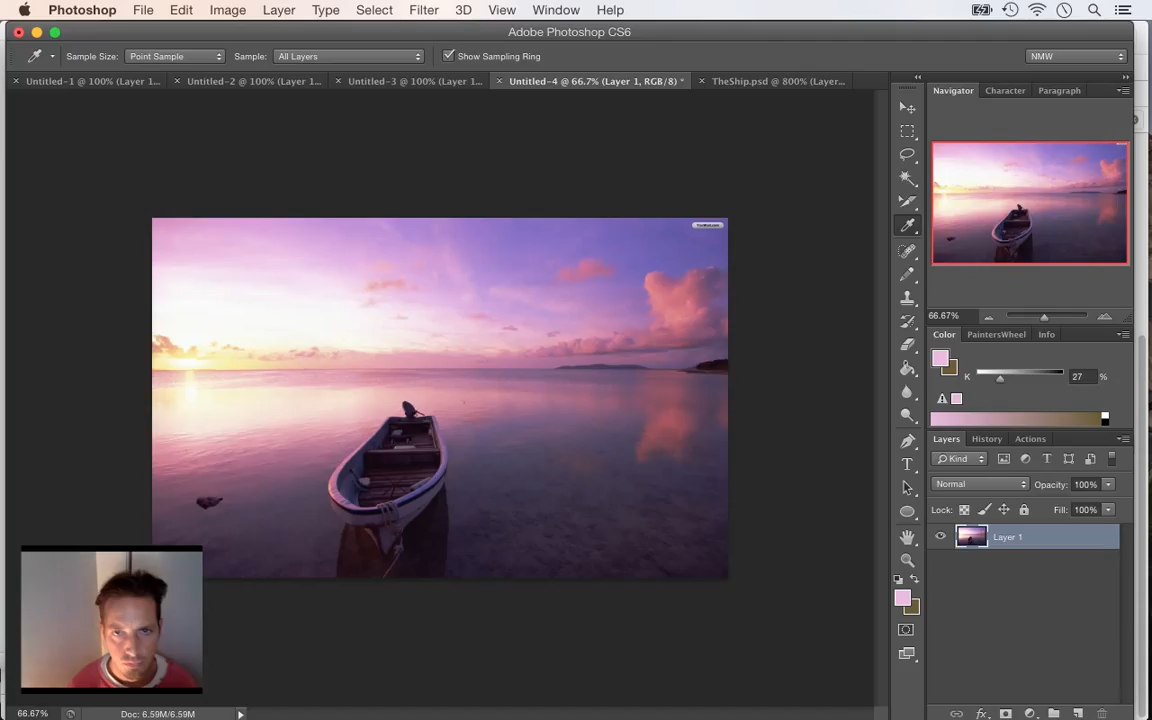 Photoshop File Edit Image Layer Type Select Filter 3D View Window Help
Adobe Photoshop CS6
Sample Size: Point Sample Sample: All Layers Show Sampling Ring NMW
Untitled-1 @ 100% (Layer 1... Untitled-2 @ 100% (Layer 1... Untitled-3 @ 100% (Layer 1... Untitled-4 @ 66.7% (Layer 1, RGB/8) * TheShip.psd @ 800% (Layer...
Navigator Character Paragraph
66.67%
Color PaintersWheel Info
K 27 %
Layers History Actions
Kind
Normal Opacity: 100%
Lock: Fill: 100%
Layer 1
66.67% Doc: 6.59M/6.59M